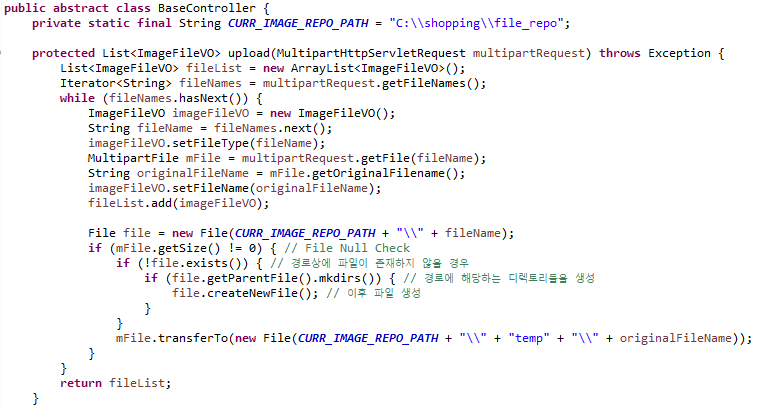 public abstract class BaseController {
    private static final String CURR_IMAGE_REPO_PATH = "C:\\shopping\\file_repo";

    protected List<ImageFileVO> upload(MultipartHttpServletRequest multipartRequest) throws Exception {
        List<ImageFileVO> fileList = new ArrayList<ImageFileVO>();
        Iterator<String> fileNames = multipartRequest.getFileNames();
        while (fileNames.hasNext()) {
            ImageFileVO imageFileVO = new ImageFileVO();
            String fileName = fileNames.next();
            imageFileVO.setFileType(fileName);
            MultipartFile mFile = multipartRequest.getFile(fileName);
            String originalFileName = mFile.getOriginalFilename();
            imageFileVO.setFileName(originalFileName);
            fileList.add(imageFileVO);

            File file = new File(CURR_IMAGE_REPO_PATH + "\\" + fileName);
            if (mFile.getSize() != 0) { // File Null Check
                if (!file.exists()) { // 경로상에 파일이 존재하지 않을 경우
                    if (file.getParentFile().mkdirs()) { // 경로에 해당하는 디렉토리들을 생성
                        file.createNewFile(); // 이후 파일 생성
                    }
                }
                mFile.transferTo(new File(CURR_IMAGE_REPO_PATH + "\\" + "temp" + "\\" + originalFileName));
            }
        }
        return fileList;
    }